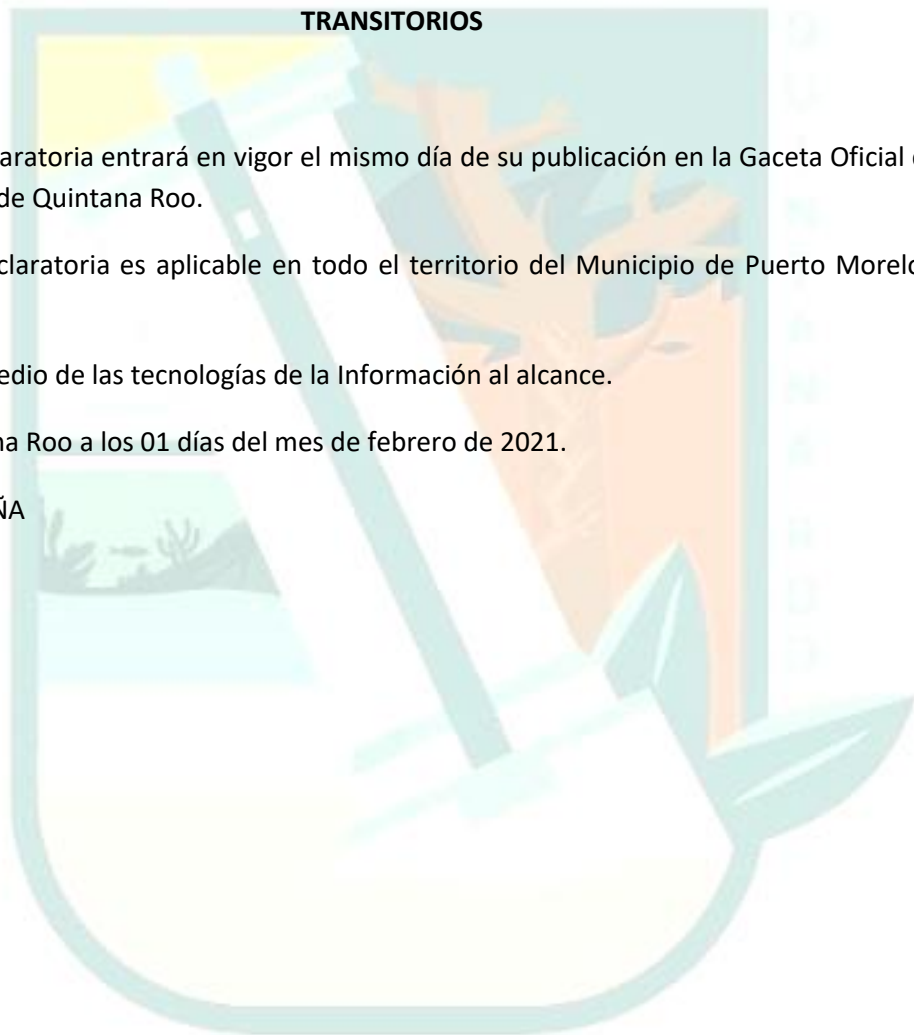 TRANSITORIOS
aratoria entrará en vigor el mismo día de su publicación en la Gaceta Oficial
de Quintana Roo.
claratoria es aplicable en todo el territorio del Municipio de Puerto Morelo
edio de las tecnologías de la Información al alcance.
na Roo a los 01 días del mes de febrero de 2021.
ÑA